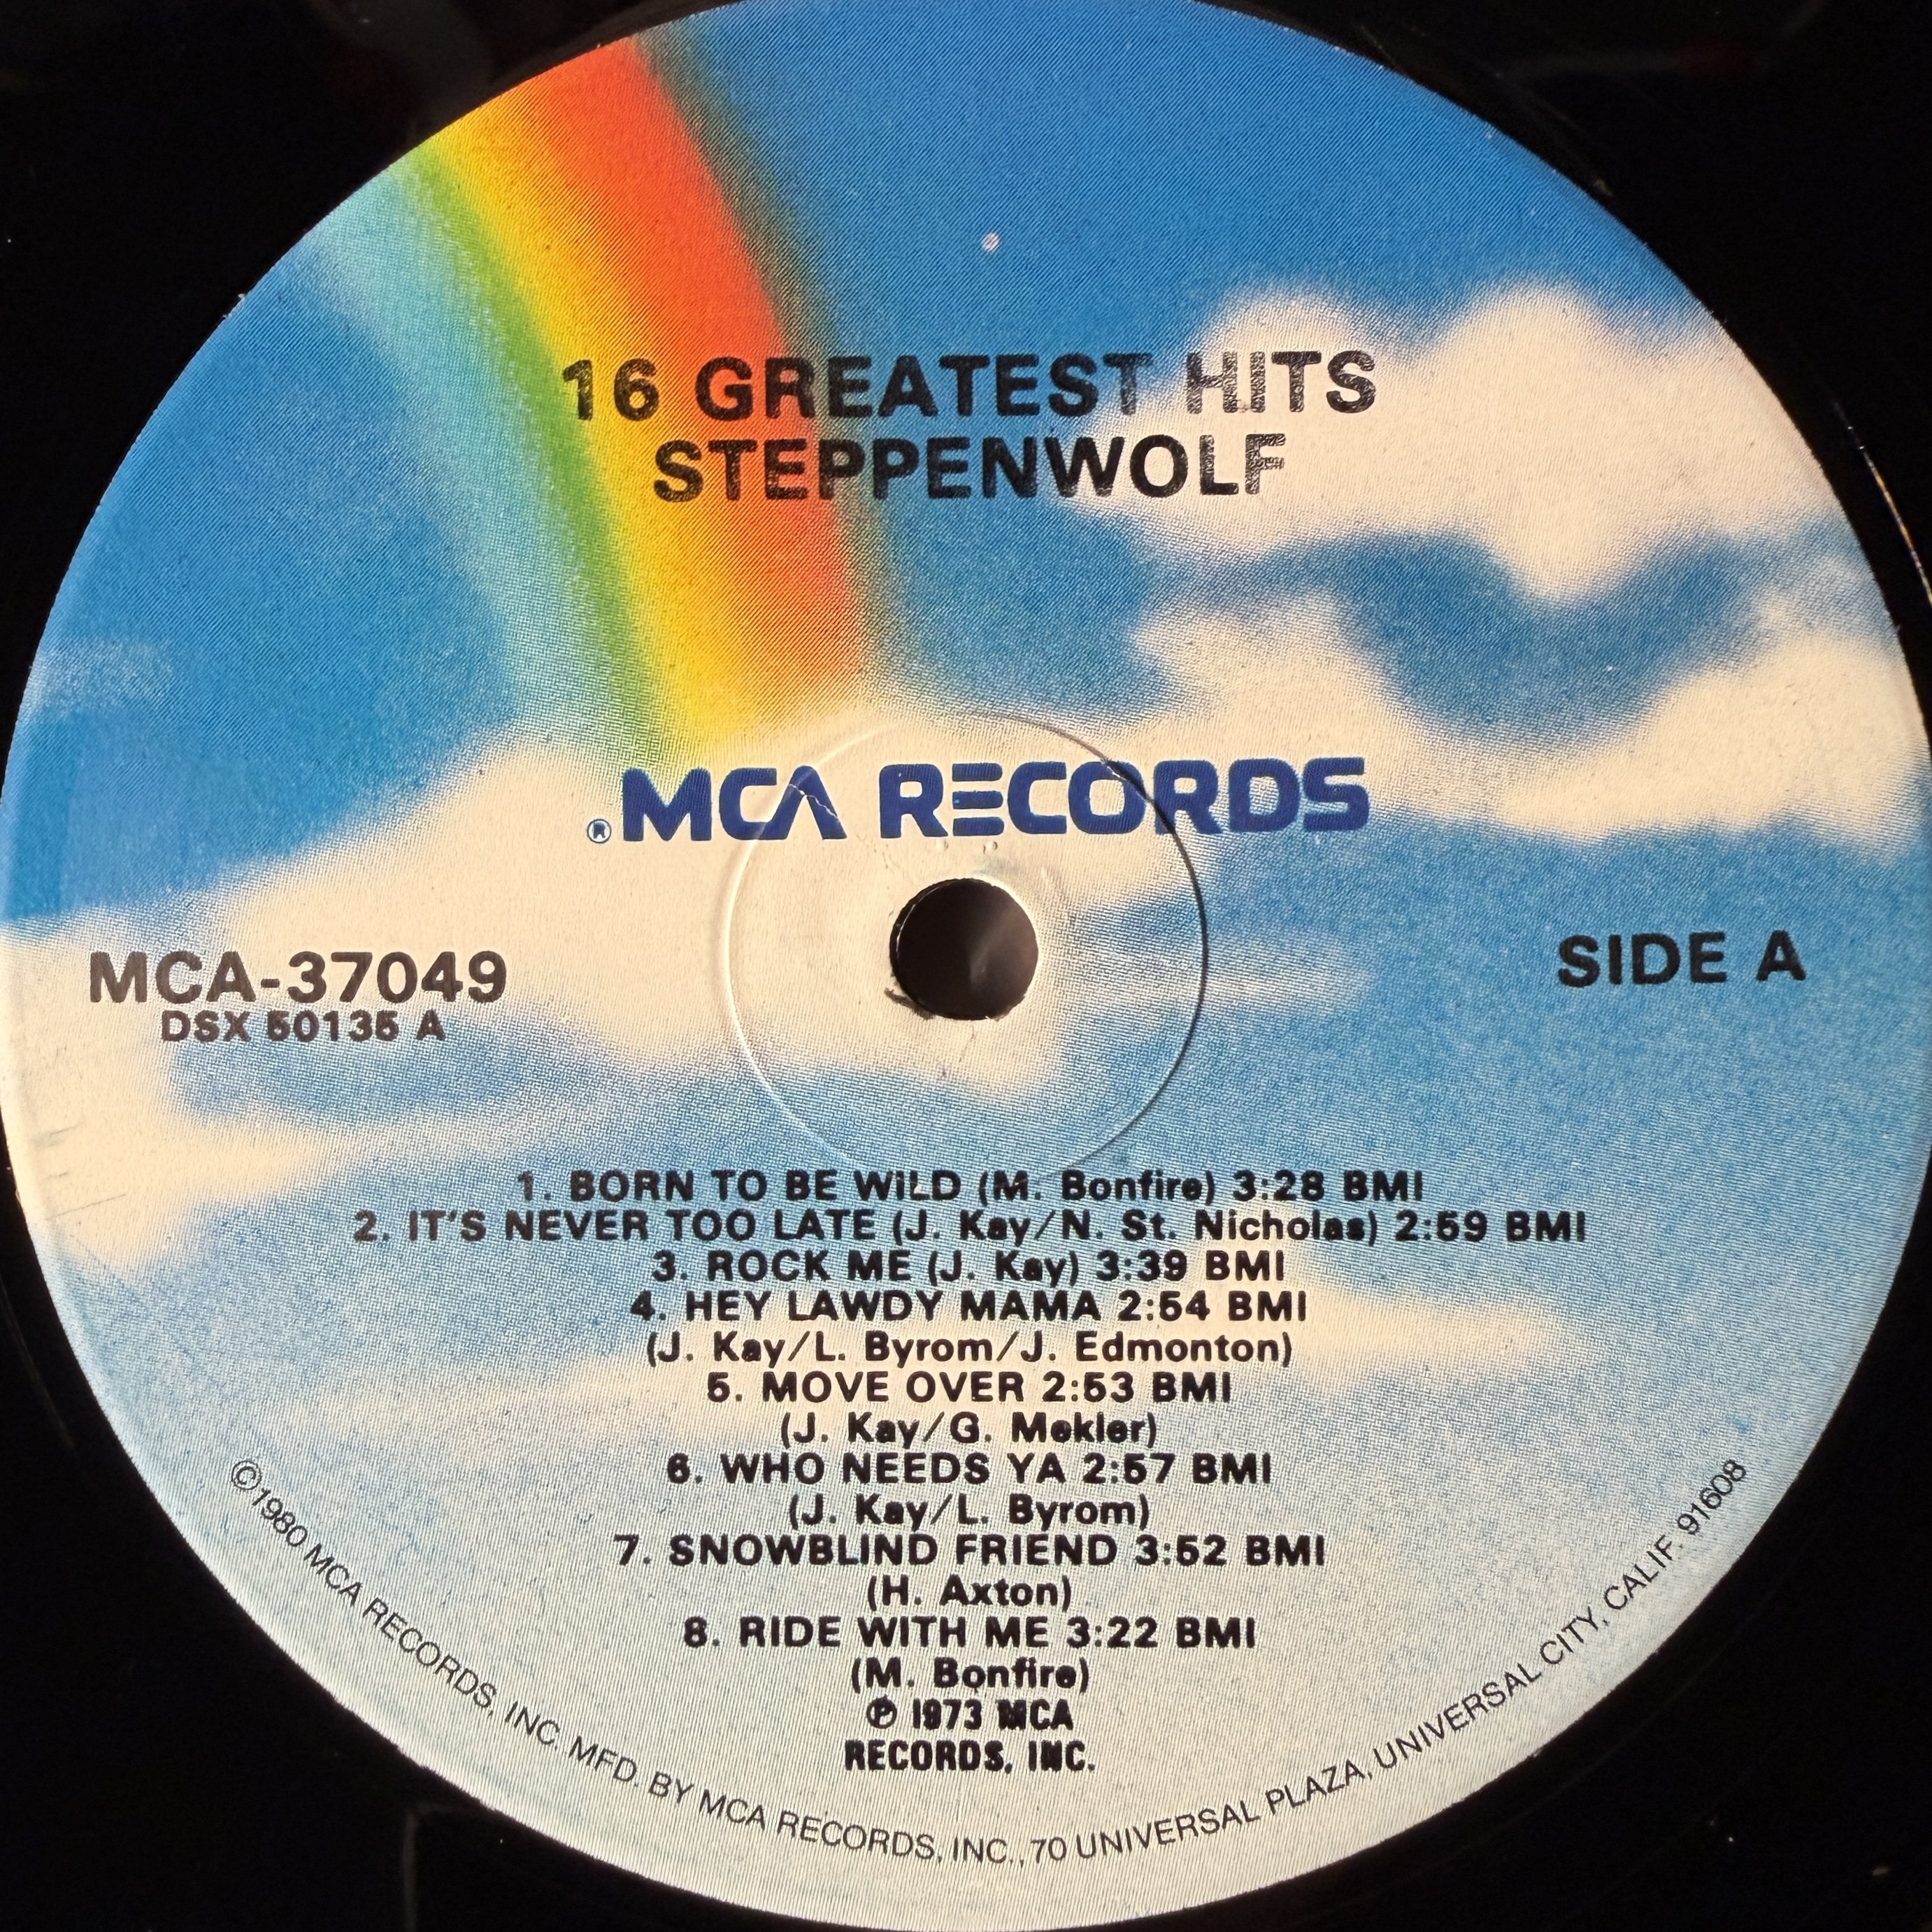 16 GREATEST HITS
STEPPENWOLF
® MCA RECORDS
MCA-37049
DSX 50135 A
SIDE A
1. BORN TO BE WILD (M. Bonfire) 3:28 BMI
2. IT'S NEVER TOO LATE (J. Kay/N. St. Nicholas) 2:59 BMI
3. ROCK ME (J. Kay) 3:39 BMI
4. HEY LAWDY MAMA 2:54 BMI
(J. Kay/L. Byrom/J. Edmonton)
5. MOVE OVER 2:53 BMI
(J. Kay/G. Mekler)
6. WHO NEEDS YA 2:57 BMI
(J. Kay/L. Byrom)
7. SNOWBLIND FRIEND 3:52 BMI
(H. Axton)
8. RIDE WITH ME 3:22 BMI
(M. Bonfire)
℗ 1973 MCA
RECORDS, INC.
©1980 MCA RECORDS, INC. MFD. BY MCA RECORDS, INC., 70 UNIVERSAL PLAZA, UNIVERSAL CITY, CALIF. 91608